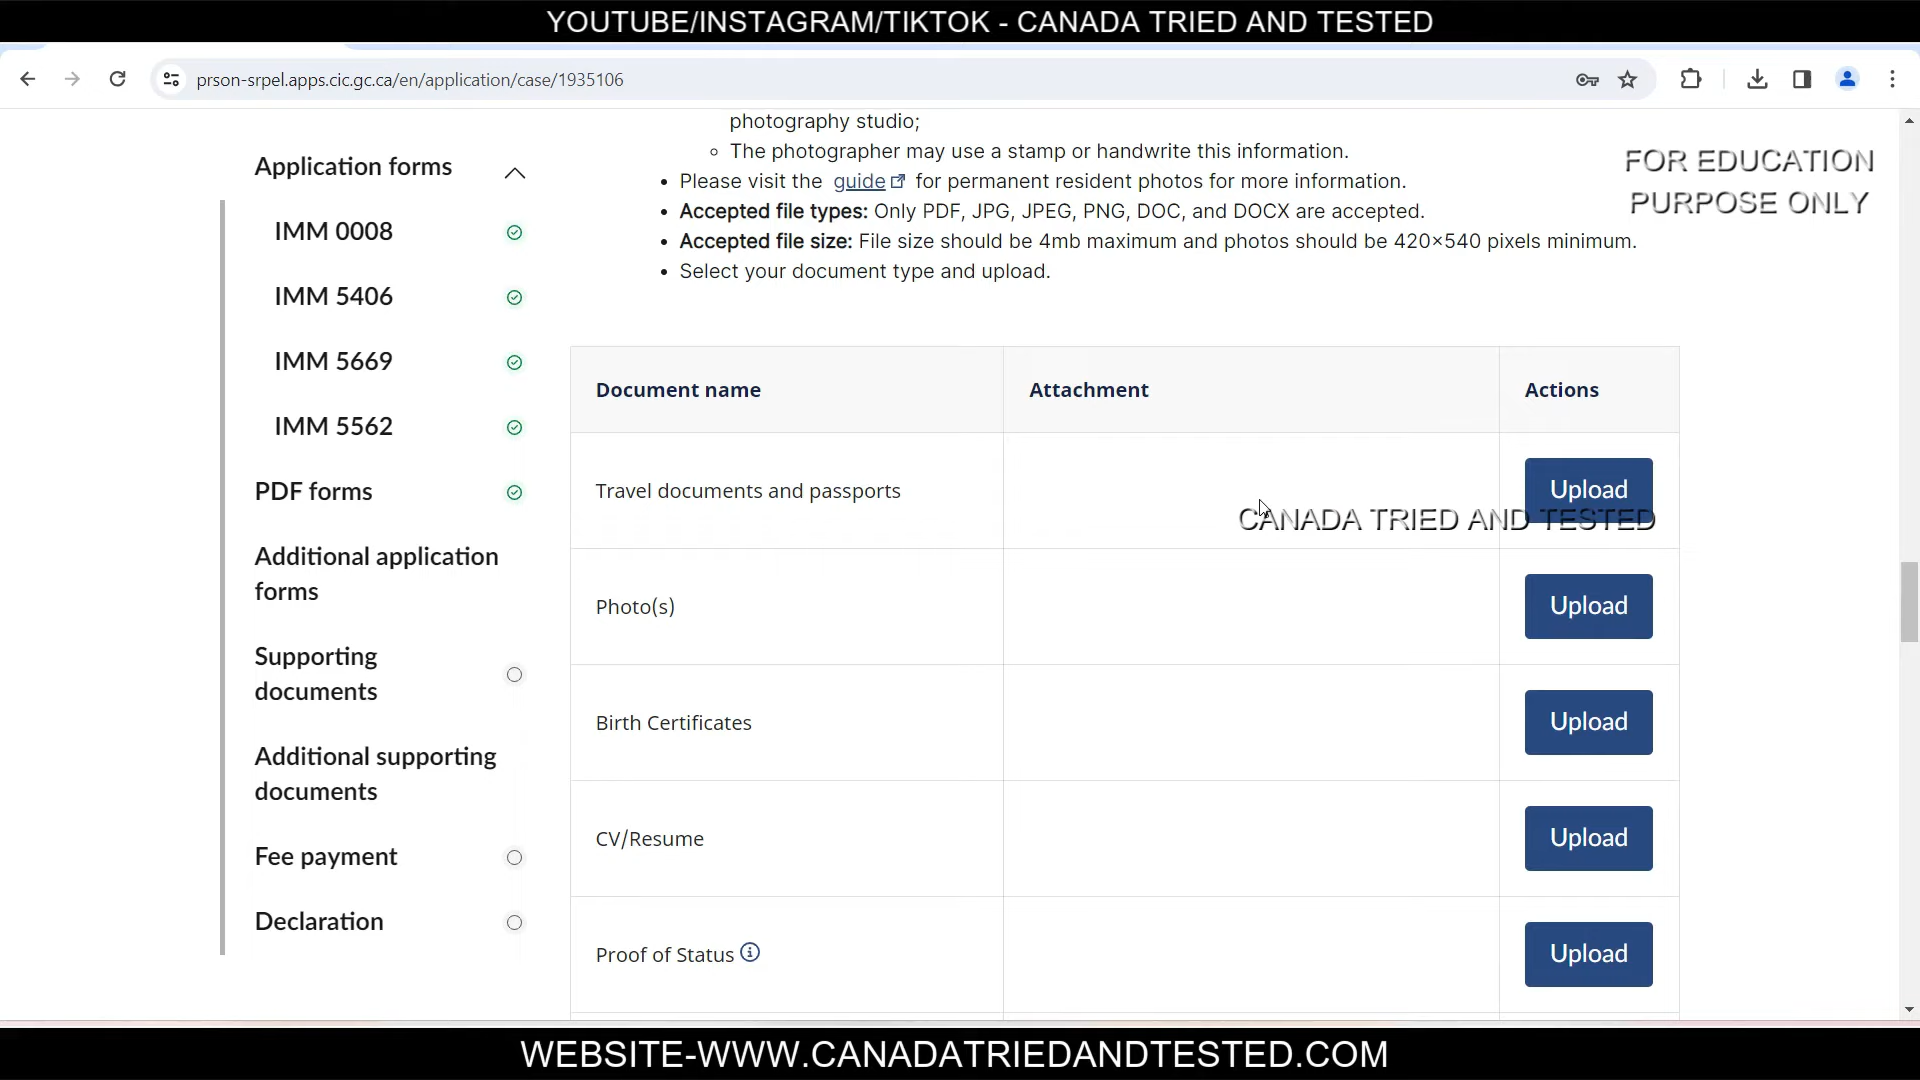 YOUTUBE/INSTAGRAM/TIKTOK - CANADA TRIED AND TESTED
prson-srpel.apps.cic.gc.ca/en/application/case/1935106
photography studio;
The photographer may use a stamp or handwrite this information.
Please visit the guide for permanent resident photos for more information.
Accepted file types: Only PDF, JPG, JPEG, PNG, DOC, and DOCX are accepted.
Accepted file size: File size should be 4mb maximum and photos should be 420×540 pixels minimum.
Select your document type and upload.
FOR EDUCATION
PURPOSE ONLY
Application forms
IMM 0008
IMM 5406
IMM 5669
IMM 5562
PDF forms
Additional application
forms
Supporting
documents
Additional supporting
documents
Fee payment
Declaration
Document name Attachment Actions
Travel documents and passports Upload
CANADA TRIED AND TESTED
Photo(s) Upload
Birth Certificates Upload
CV/Resume Upload
Proof of Status Upload
WEBSITE-WWW.CANADATRIEDANDTESTED.COM